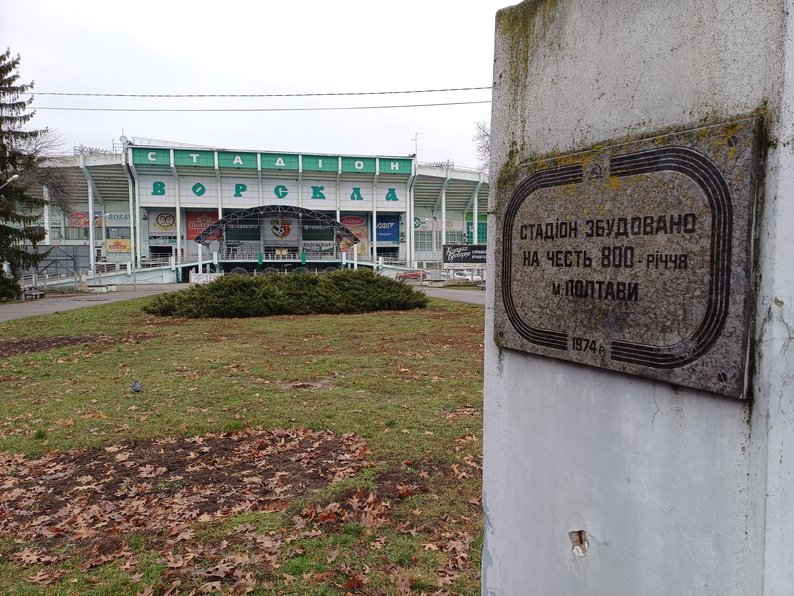 СТАДІОН
ВОРСКЛА
СТАДІОН ЗБУДОВАНО
НА ЧЕСТЬ 800-річчя
м. ПОЛТАВИ
1974 р.